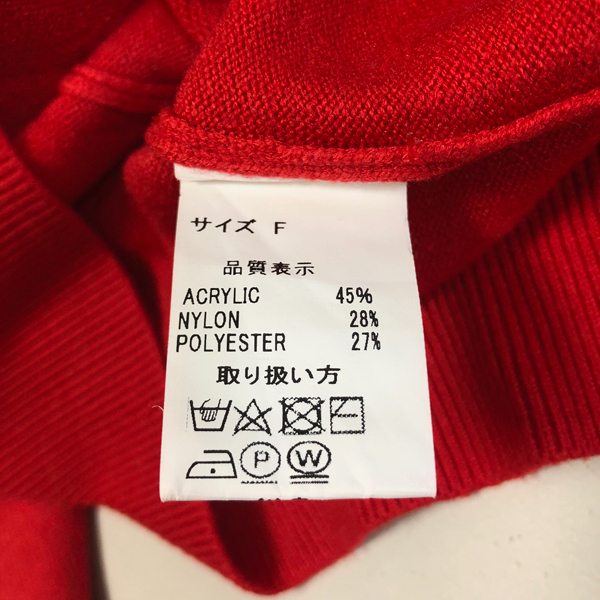 サイズ F
品質表示
ACRYLIC 45%
NYLON 28%
POLYESTER 27%
取り扱い方
P W